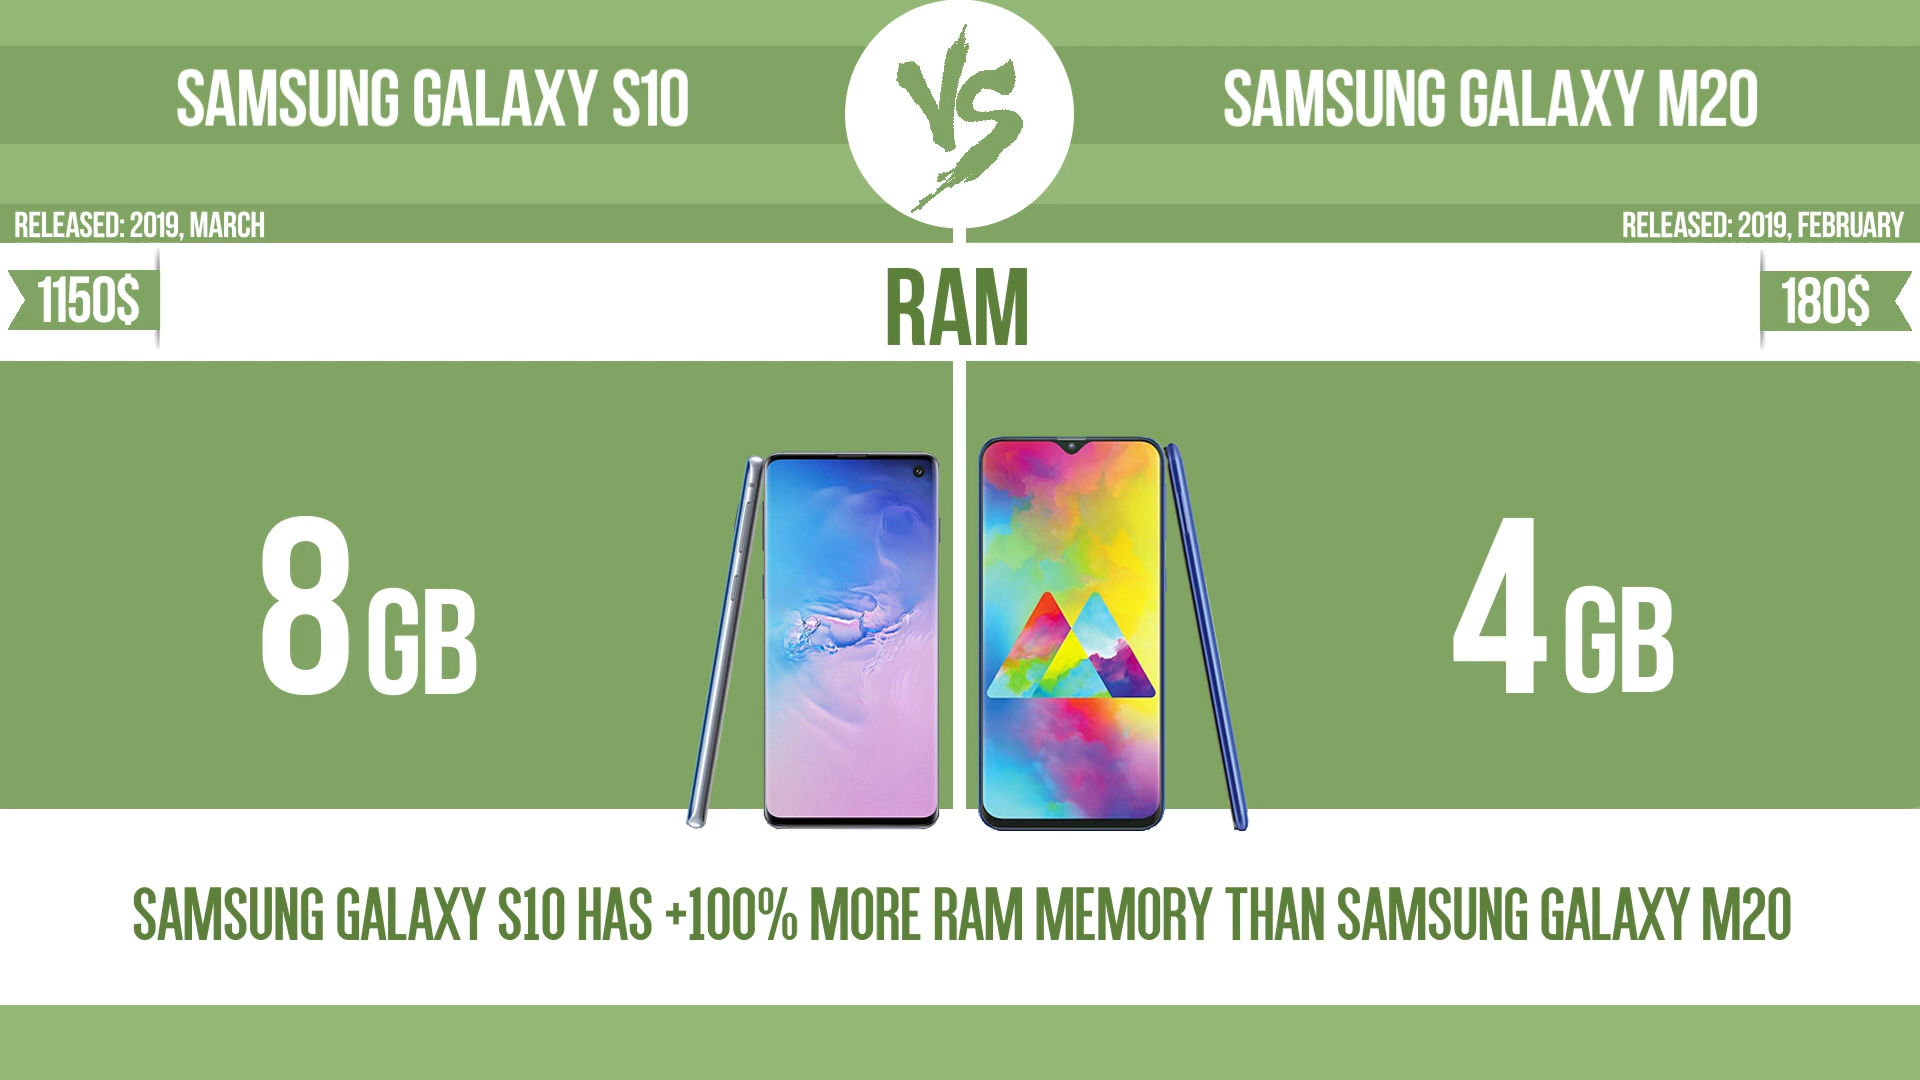 SAMSUNG GALAXY S10
VS
SAMSUNG GALAXY M20
RELEASED: 2019, MARCH
RELEASED: 2019, FEBRUARY
1150$
RAM
180$
8 GB
4 GB
SAMSUNG GALAXY S10 HAS +100% MORE RAM MEMORY THAN SAMSUNG GALAXY M20